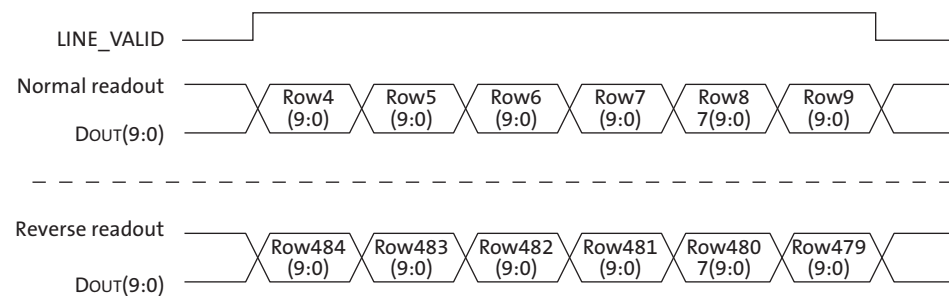 LINE_VALID
Normal readout
Row4 Row5 Row6 Row7 Row8 Row9
(9:0) (9:0) (9:0) (9:0) 7(9:0) (9:0)
DOUT(9:0)
Reverse readout
Row484 Row483 Row482 Row481 Row480 Row479
(9:0) (9:0) (9:0) (9:0) 7(9:0) (9:0)
DOUT(9:0)